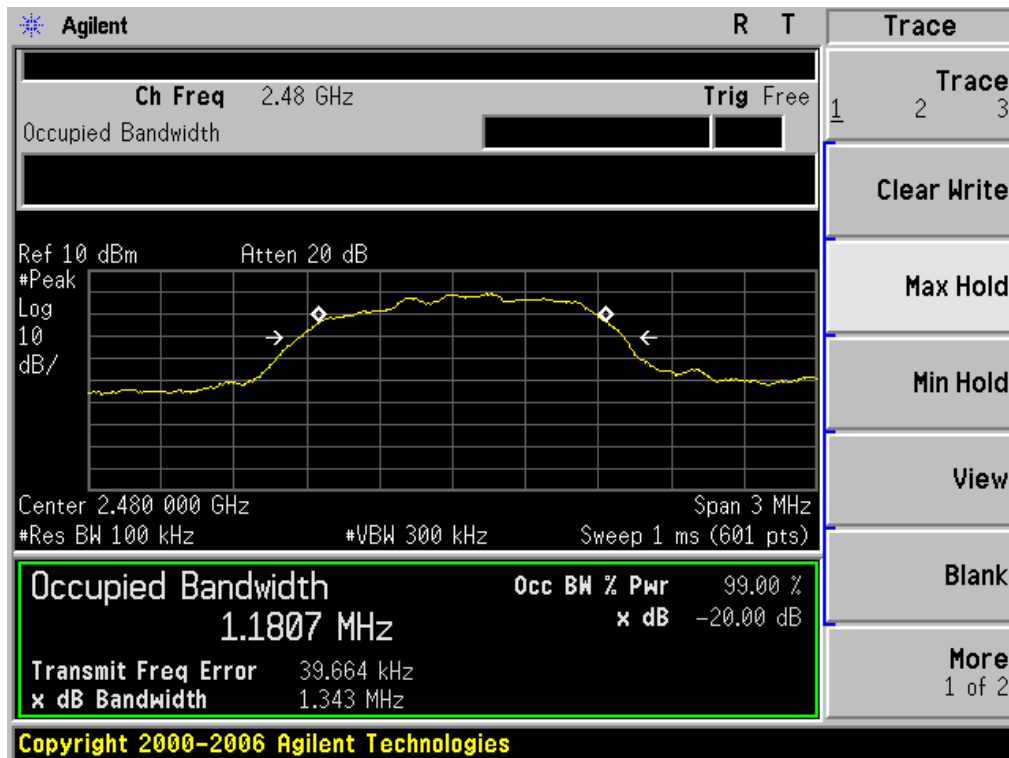 Agilent R T
Trace
Ch Freq 2.48 GHz Trig Free
Occupied Bandwidth
Trace
1 2 3
Clear Write
Max Hold
Min Hold
View
Blank
More
1 of 2
Ref 10 dBm Atten 20 dB
#Peak
Log
10
dB/
Center 2.480 000 GHz Span 3 MHz
#Res BW 100 kHz #VBW 300 kHz Sweep 1 ms (601 pts)
Occupied Bandwidth Occ BW % Pwr 99.00 %
1.1807 MHz x dB -20.00 dB
Transmit Freq Error 39.664 kHz
x dB Bandwidth 1.343 MHz
Copyright 2000-2006 Agilent Technologies